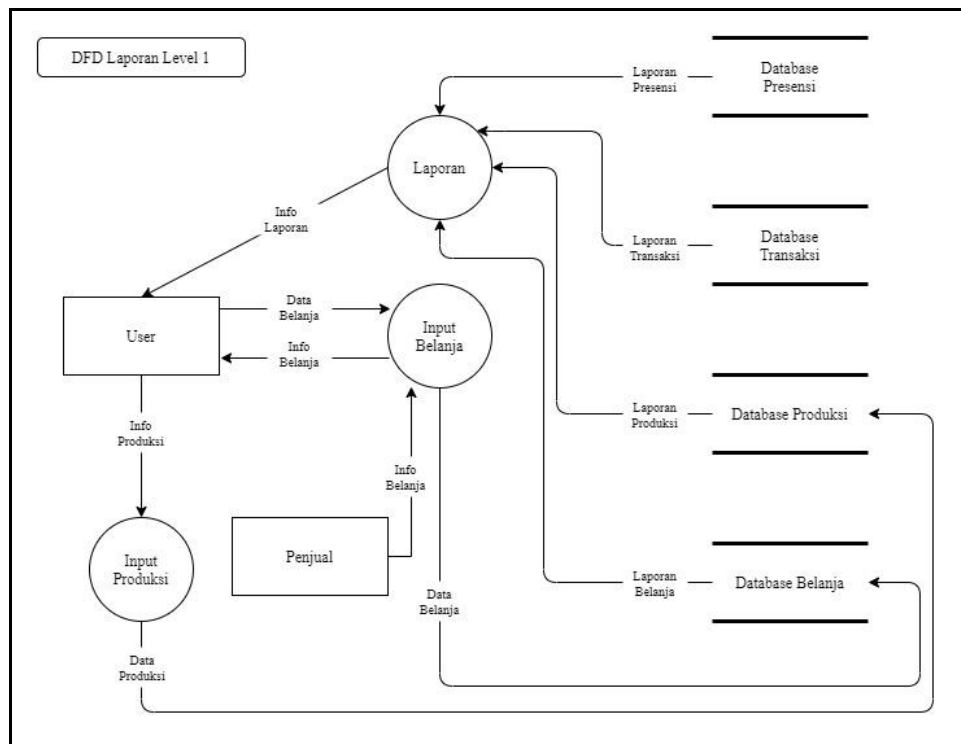 DFD Laporan Level 1
Laporan
Presensi
Database
Presensi
Laporan
Info
Laporan
Laporan
Transaksi
Database
Transaksi
Data
Belanja
User
Input
Belanja
Info
Belanja
Laporan
Produksi
Database Produksi
Info
Produksi
Info
Belanja
Input
Produksi
Penjual
Laporan
Belanja
Database Belanja
Data
Belanja
Data
Produksi